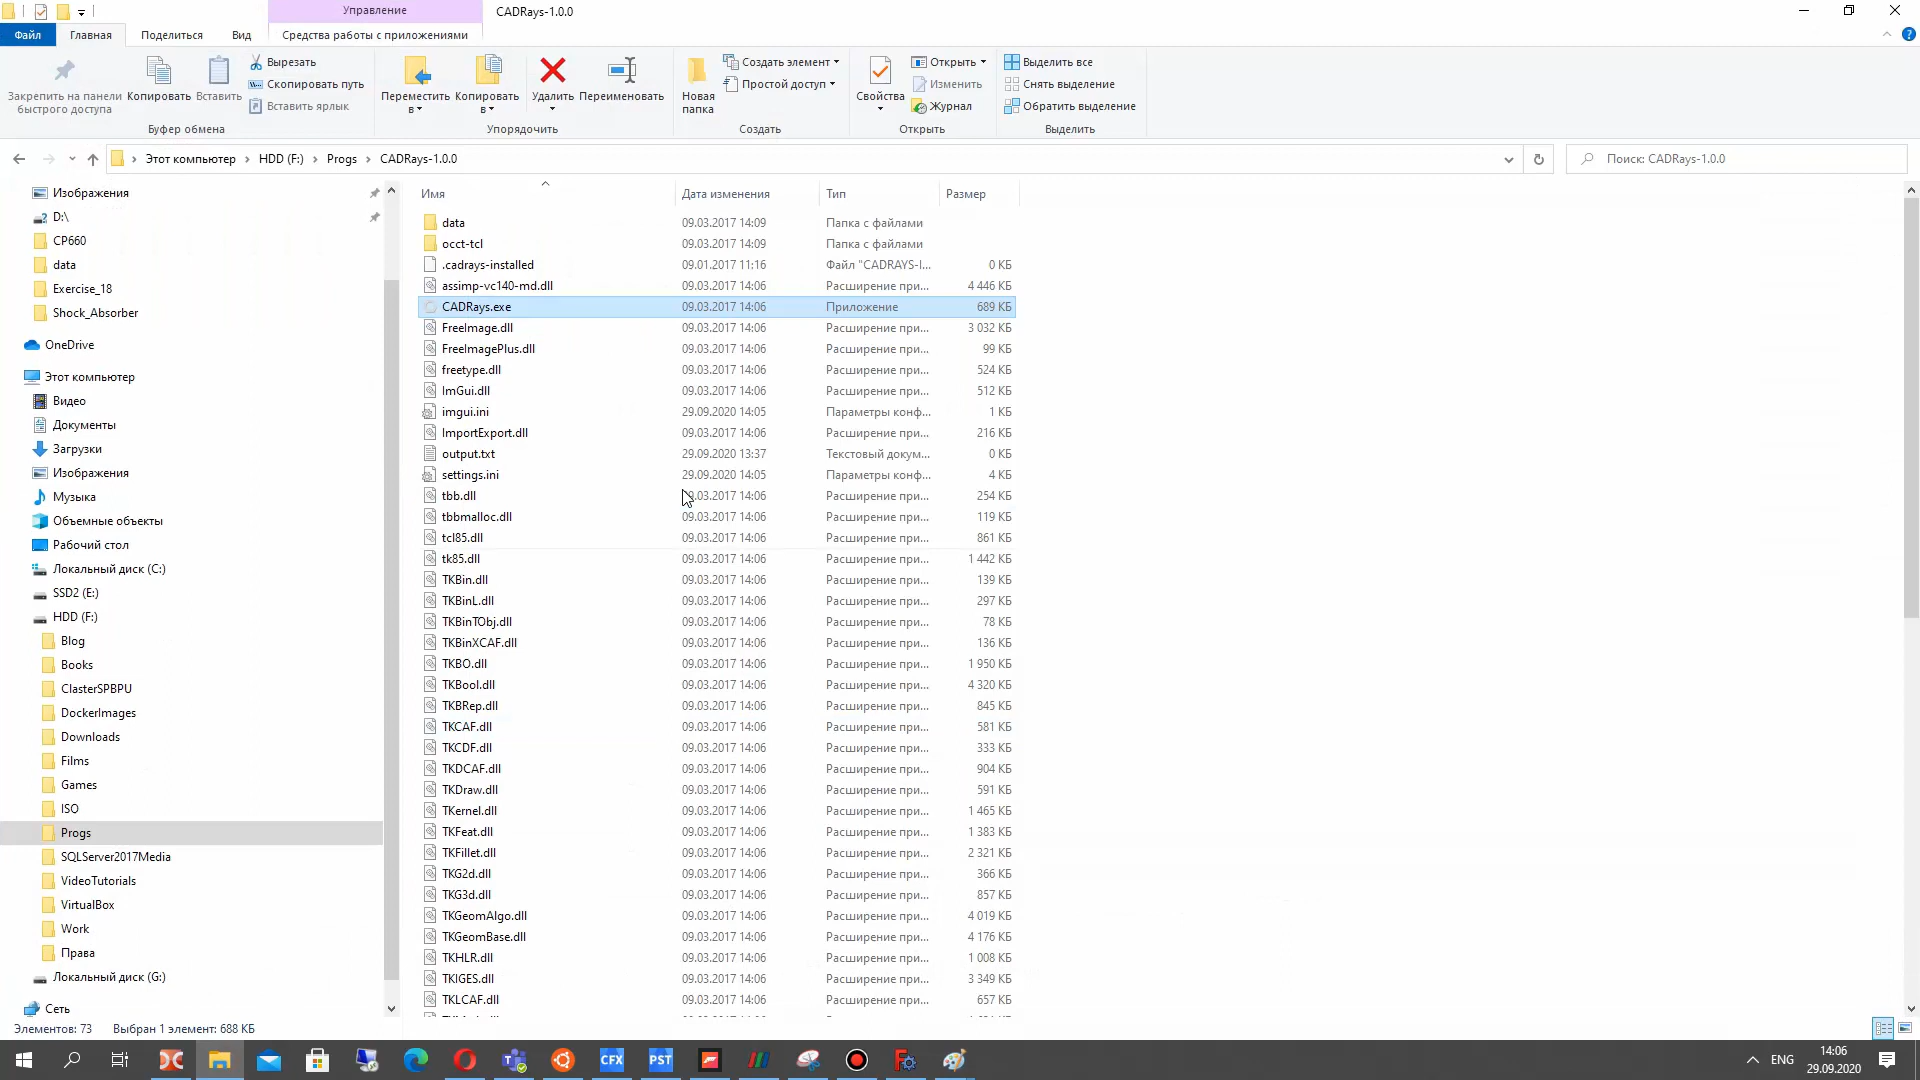 Управление
CADRays-1.0.0
Файл
Главная
Поделиться
Вид
Средства работы с приложениями
Закрепить на панели
быстрого доступа
Копировать
Вставить
Вырезать
Скопировать путь
Вставить ярлык
Буфер обмена
Переместить
в
Копировать
в
Удалить
Переименовать
Упорядочить
Новая
папка
Создать элемент
Простой доступ
Создать
Свойства
Открыть
Изменить
Журнал
Открыть
Выделить все
Снять выделение
Обратить выделение
Выделить
Этот компьютер
HDD (F:)
Progs
CADRays-1.0.0
Поиск: CADRays-1.0.0
Изображения
D:\
CP660
data
Exercise_18
Shock_Absorber
OneDrive
Этот компьютер
Видео
Документы
Загрузки
Изображения
Музыка
Объемные объекты
Рабочий стол
Локальный диск (C:)
SSD2 (E:)
HDD (F:)
Blog
Books
ClasterSPBPU
DockerImages
Downloads
Films
Games
ISO
Progs
SQLServer2017Media
VideoTutorials
VirtualBox
Work
Права
Локальный диск (G:)
Сеть
Имя Дата изменения Тип Размер
data 09.03.2017 14:09 Папка с файлами
occt-tcl 09.03.2017 14:09 Папка с файлами
.cadrays-installed 09.01.2017 11:16 Файл "CADRAYS-I... 0 КБ
assimp-vc140-md.dll 09.03.2017 14:06 Расширение при... 4 446 КБ
CADRays.exe 09.03.2017 14:06 Приложение 689 КБ
FreeImage.dll 09.03.2017 14:06 Расширение при... 3 032 КБ
FreeImagePlus.dll 09.03.2017 14:06 Расширение при... 99 КБ
freetype.dll 09.03.2017 14:06 Расширение при... 524 КБ
ImGui.dll 09.03.2017 14:06 Расширение при... 512 КБ
imgui.ini 29.09.2020 14:05 Параметры конф... 1 КБ
ImportExport.dll 09.03.2017 14:06 Расширение при... 216 КБ
output.txt 29.09.2020 13:37 Текстовый докум... 0 КБ
settings.ini 29.09.2020 14:05 Параметры конф... 4 КБ
tbb.dll 09.03.2017 14:06 Расширение при... 254 КБ
tbbmalloc.dll 09.03.2017 14:06 Расширение при... 119 КБ
tcl85.dll 09.03.2017 14:06 Расширение при... 861 КБ
tk85.dll 09.03.2017 14:06 Расширение при... 1 442 КБ
TKBin.dll 09.03.2017 14:06 Расширение при... 139 КБ
TKBinL.dll 09.03.2017 14:06 Расширение при... 297 КБ
TKBinTObj.dll 09.03.2017 14:06 Расширение при... 78 КБ
TKBinXCAF.dll 09.03.2017 14:06 Расширение при... 136 КБ
TKBO.dll 09.03.2017 14:06 Расширение при... 1 950 КБ
TKBool.dll 09.03.2017 14:06 Расширение при... 4 320 КБ
TKBRep.dll 09.03.2017 14:06 Расширение при... 845 КБ
TKCAF.dll 09.03.2017 14:06 Расширение при... 581 КБ
TKCDF.dll 09.03.2017 14:06 Расширение при... 333 КБ
TKDCAF.dll 09.03.2017 14:06 Расширение при... 904 КБ
TKDraw.dll 09.03.2017 14:06 Расширение при... 591 КБ
TKernel.dll 09.03.2017 14:06 Расширение при... 1 465 КБ
TKFeat.dll 09.03.2017 14:06 Расширение при... 1 383 КБ
TKFillet.dll 09.03.2017 14:06 Расширение при... 2 321 КБ
TKG2d.dll 09.03.2017 14:06 Расширение при... 366 КБ
TKG3d.dll 09.03.2017 14:06 Расширение при... 857 КБ
TKGeomAlgo.dll 09.03.2017 14:06 Расширение при... 4 019 КБ
TKGeomBase.dll 09.03.2017 14:06 Расширение при... 4 176 КБ
TKHLR.dll 09.03.2017 14:06 Расширение при... 1 008 КБ
TKIGES.dll 09.03.2017 14:06 Расширение при... 3 349 КБ
TKLCAF.dll 09.03.2017 14:06 Расширение при... 657 КБ
Элементов: 73 Выбран 1 элемент: 688 КБ
CFX
PST
ENG
14:06
29.09.2020